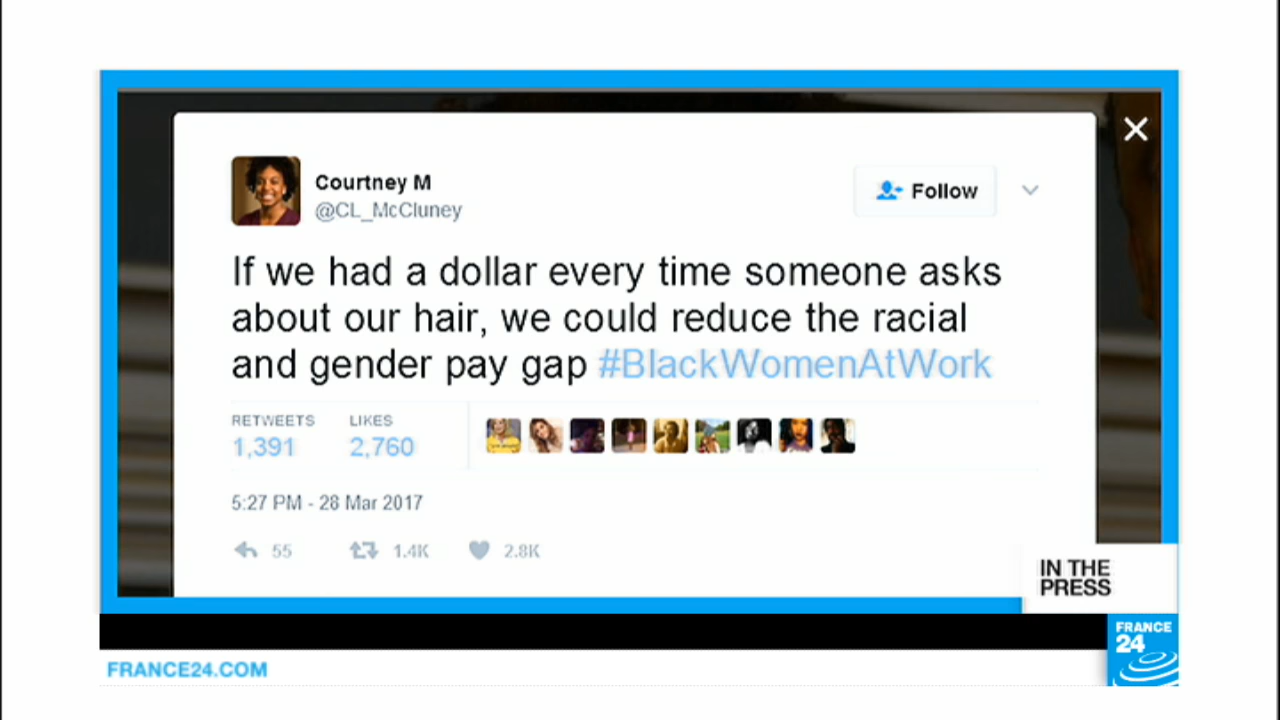 Courtney M
@CL_McCluney
Follow
If we had a dollar every time someone asks
about our hair, we could reduce the racial
and gender pay gap #BlackWomenAtWork
RETWEETS LIKES
1,391 2,760
5:27 PM - 28 Mar 2017
55 1.4K 2.8K
IN THE
PRESS
FRANCE
24
FRANCE24.COM